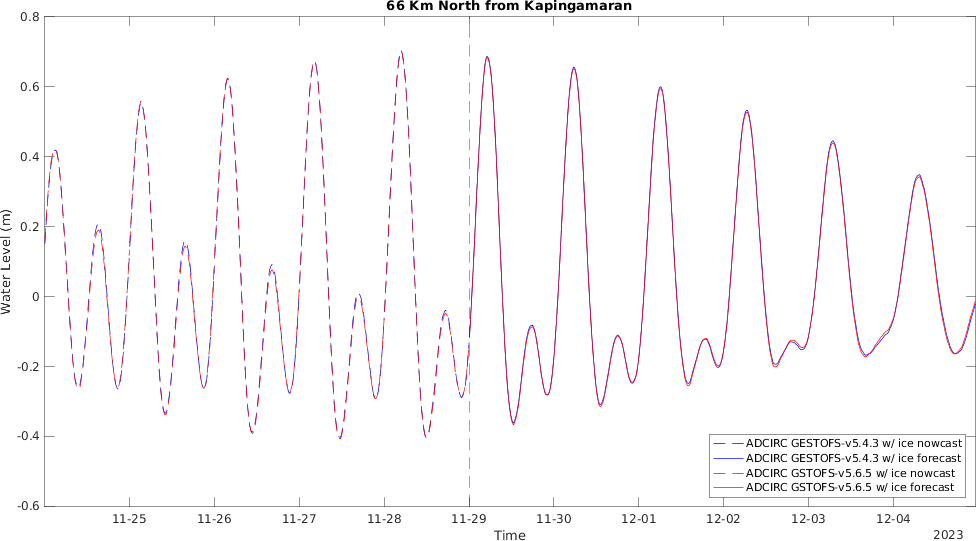 66 Km North from Kapingamaran
0.8
0.6
0.4
0.2
0
-0.2
-0.4
-0.6
Water Level (m)
11-25
11-26
11-27
11-28
11-29
11-30
12-01
12-02
12-03
12-04
Time
2023
ADCIRC GESTOFS-v5.4.3 w/ ice nowcast
ADCIRC GESTOFS-v5.4.3 w/ ice forecast
ADCIRC GSTOFS-v5.6.5 w/ ice nowcast
ADCIRC GSTOFS-v5.6.5 w/ ice forecast